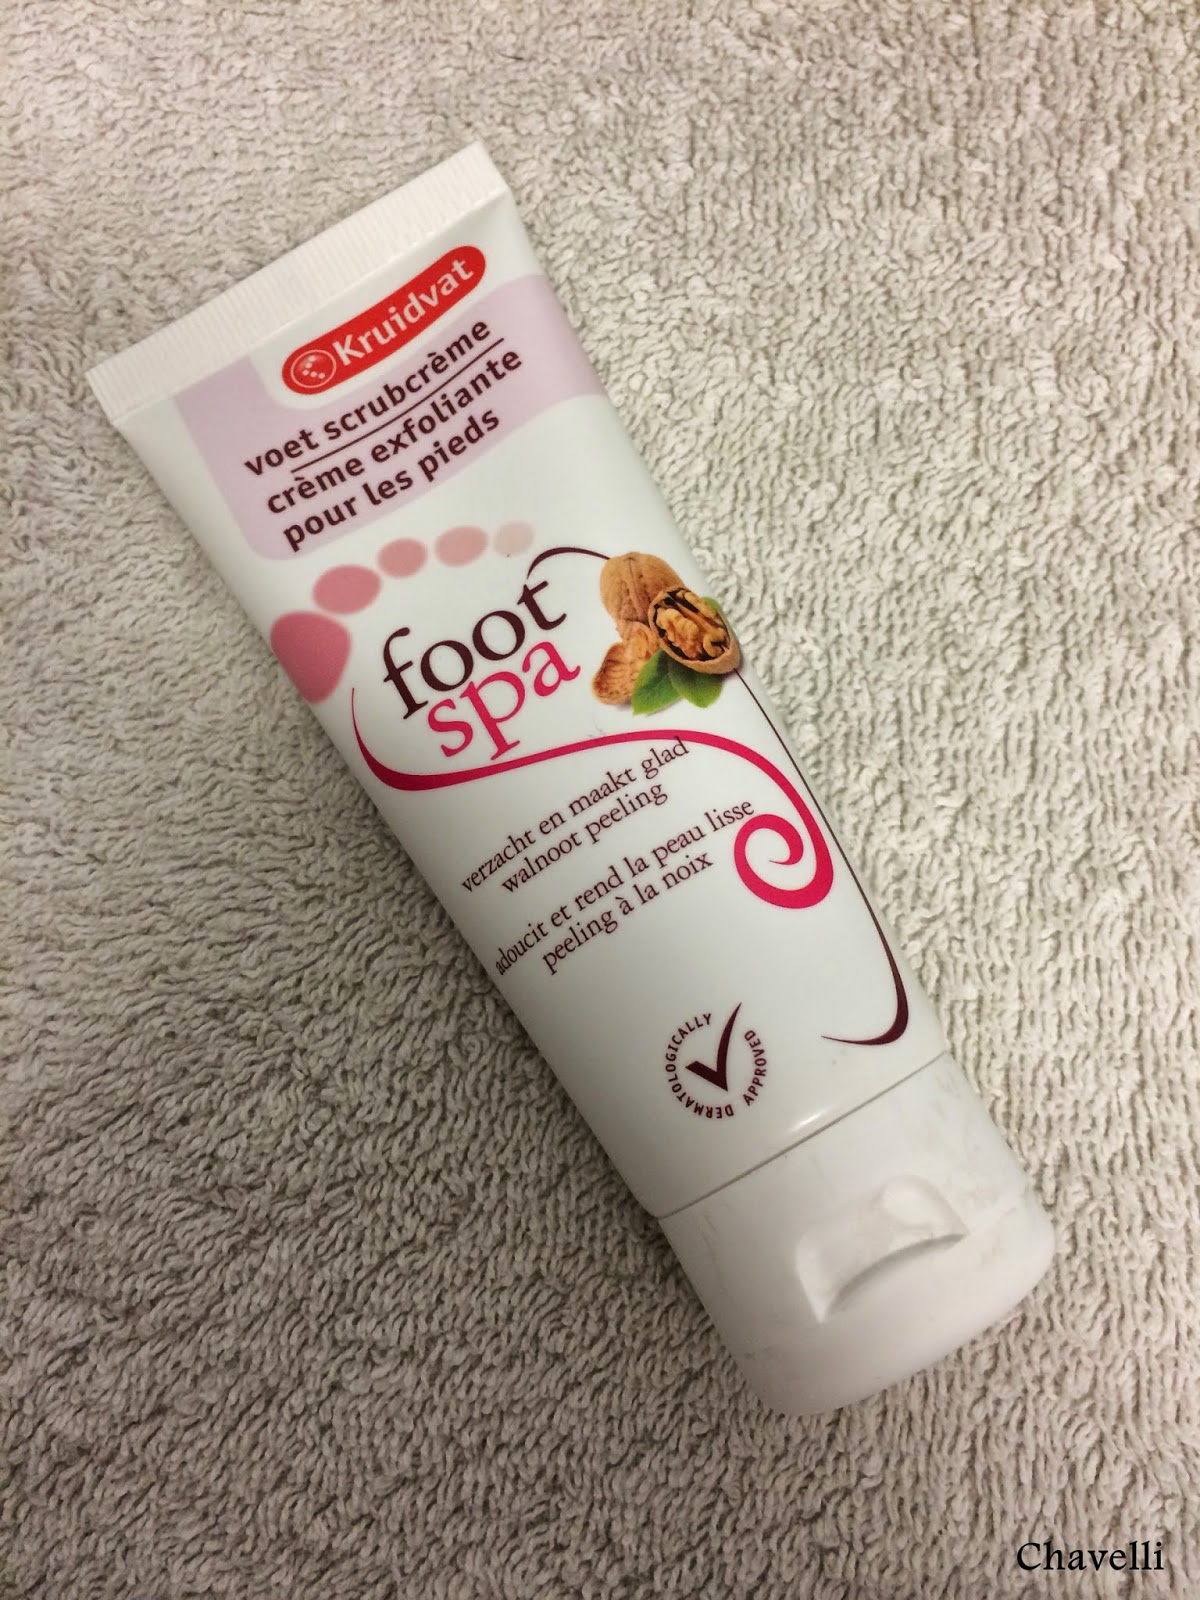 Kruidvat
voet scrubcrème
crème exfoliante
pour les pieds
foot
spa
verzacht en maakt glad
walnoot peeling
adoucit et rend la peau lisse
peeling à la noix
DERMATOLOGICALLY APPROVED
Chavelli